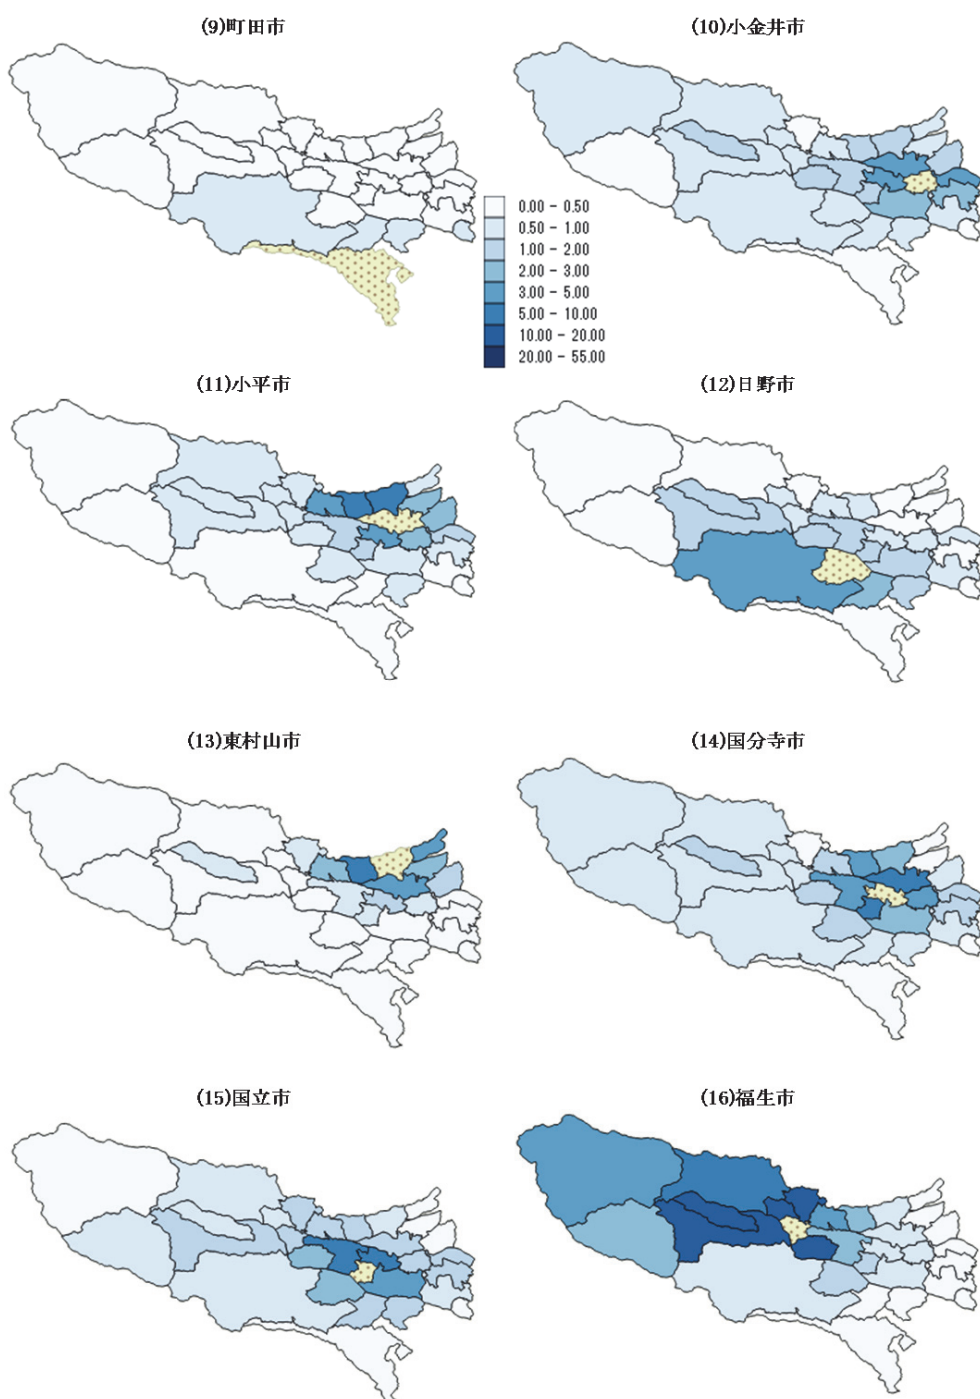 (9)町田市
(10)小金井市
0.00 - 0.50
0.50 - 1.00
1.00 - 2.00
2.00 - 3.00
3.00 - 5.00
5.00 - 10.00
10.00 - 20.00
20.00 - 55.00
(11)小平市
(12)日野市
(13)東村山市
(14)国分寺市
(15)国立市
(16)福生市